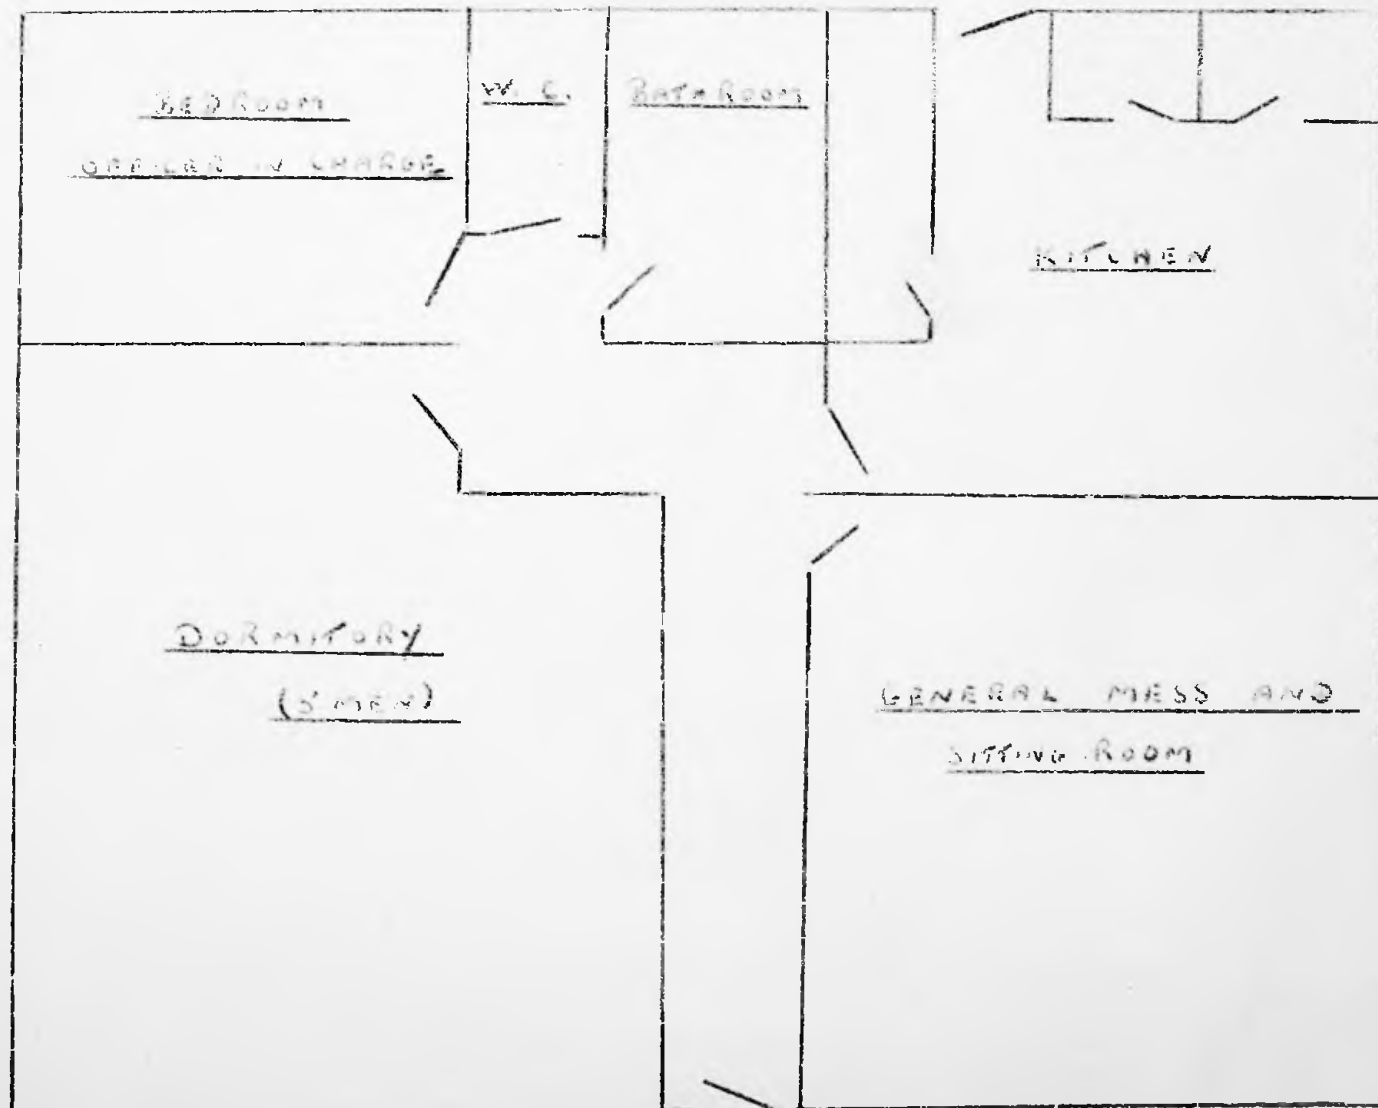 BEDROOM
OFFICER IN CHARGE
W. C.
BATHROOM
KITCHEN
DORMITORY
(5 MEN)
GENERAL MESS AND
SITTING ROOM